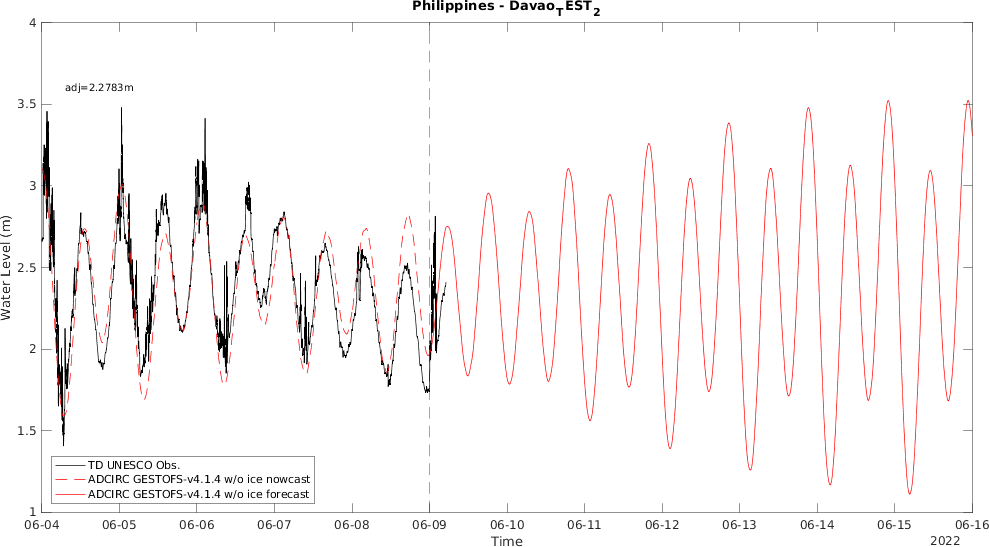 Philippines - Davao_TEST_2
4
3.5
3
2.5
2
1.5
1
Water Level (m)
adj=2.2783m
TD UNESCO Obs.
ADCIRC GESTOFS-v4.1.4 w/o ice nowcast
ADCIRC GESTOFS-v4.1.4 w/o ice forecast
06-04 06-05 06-06 06-07 06-08 06-09 06-10 06-11 06-12 06-13 06-14 06-15 06-16
Time
2022